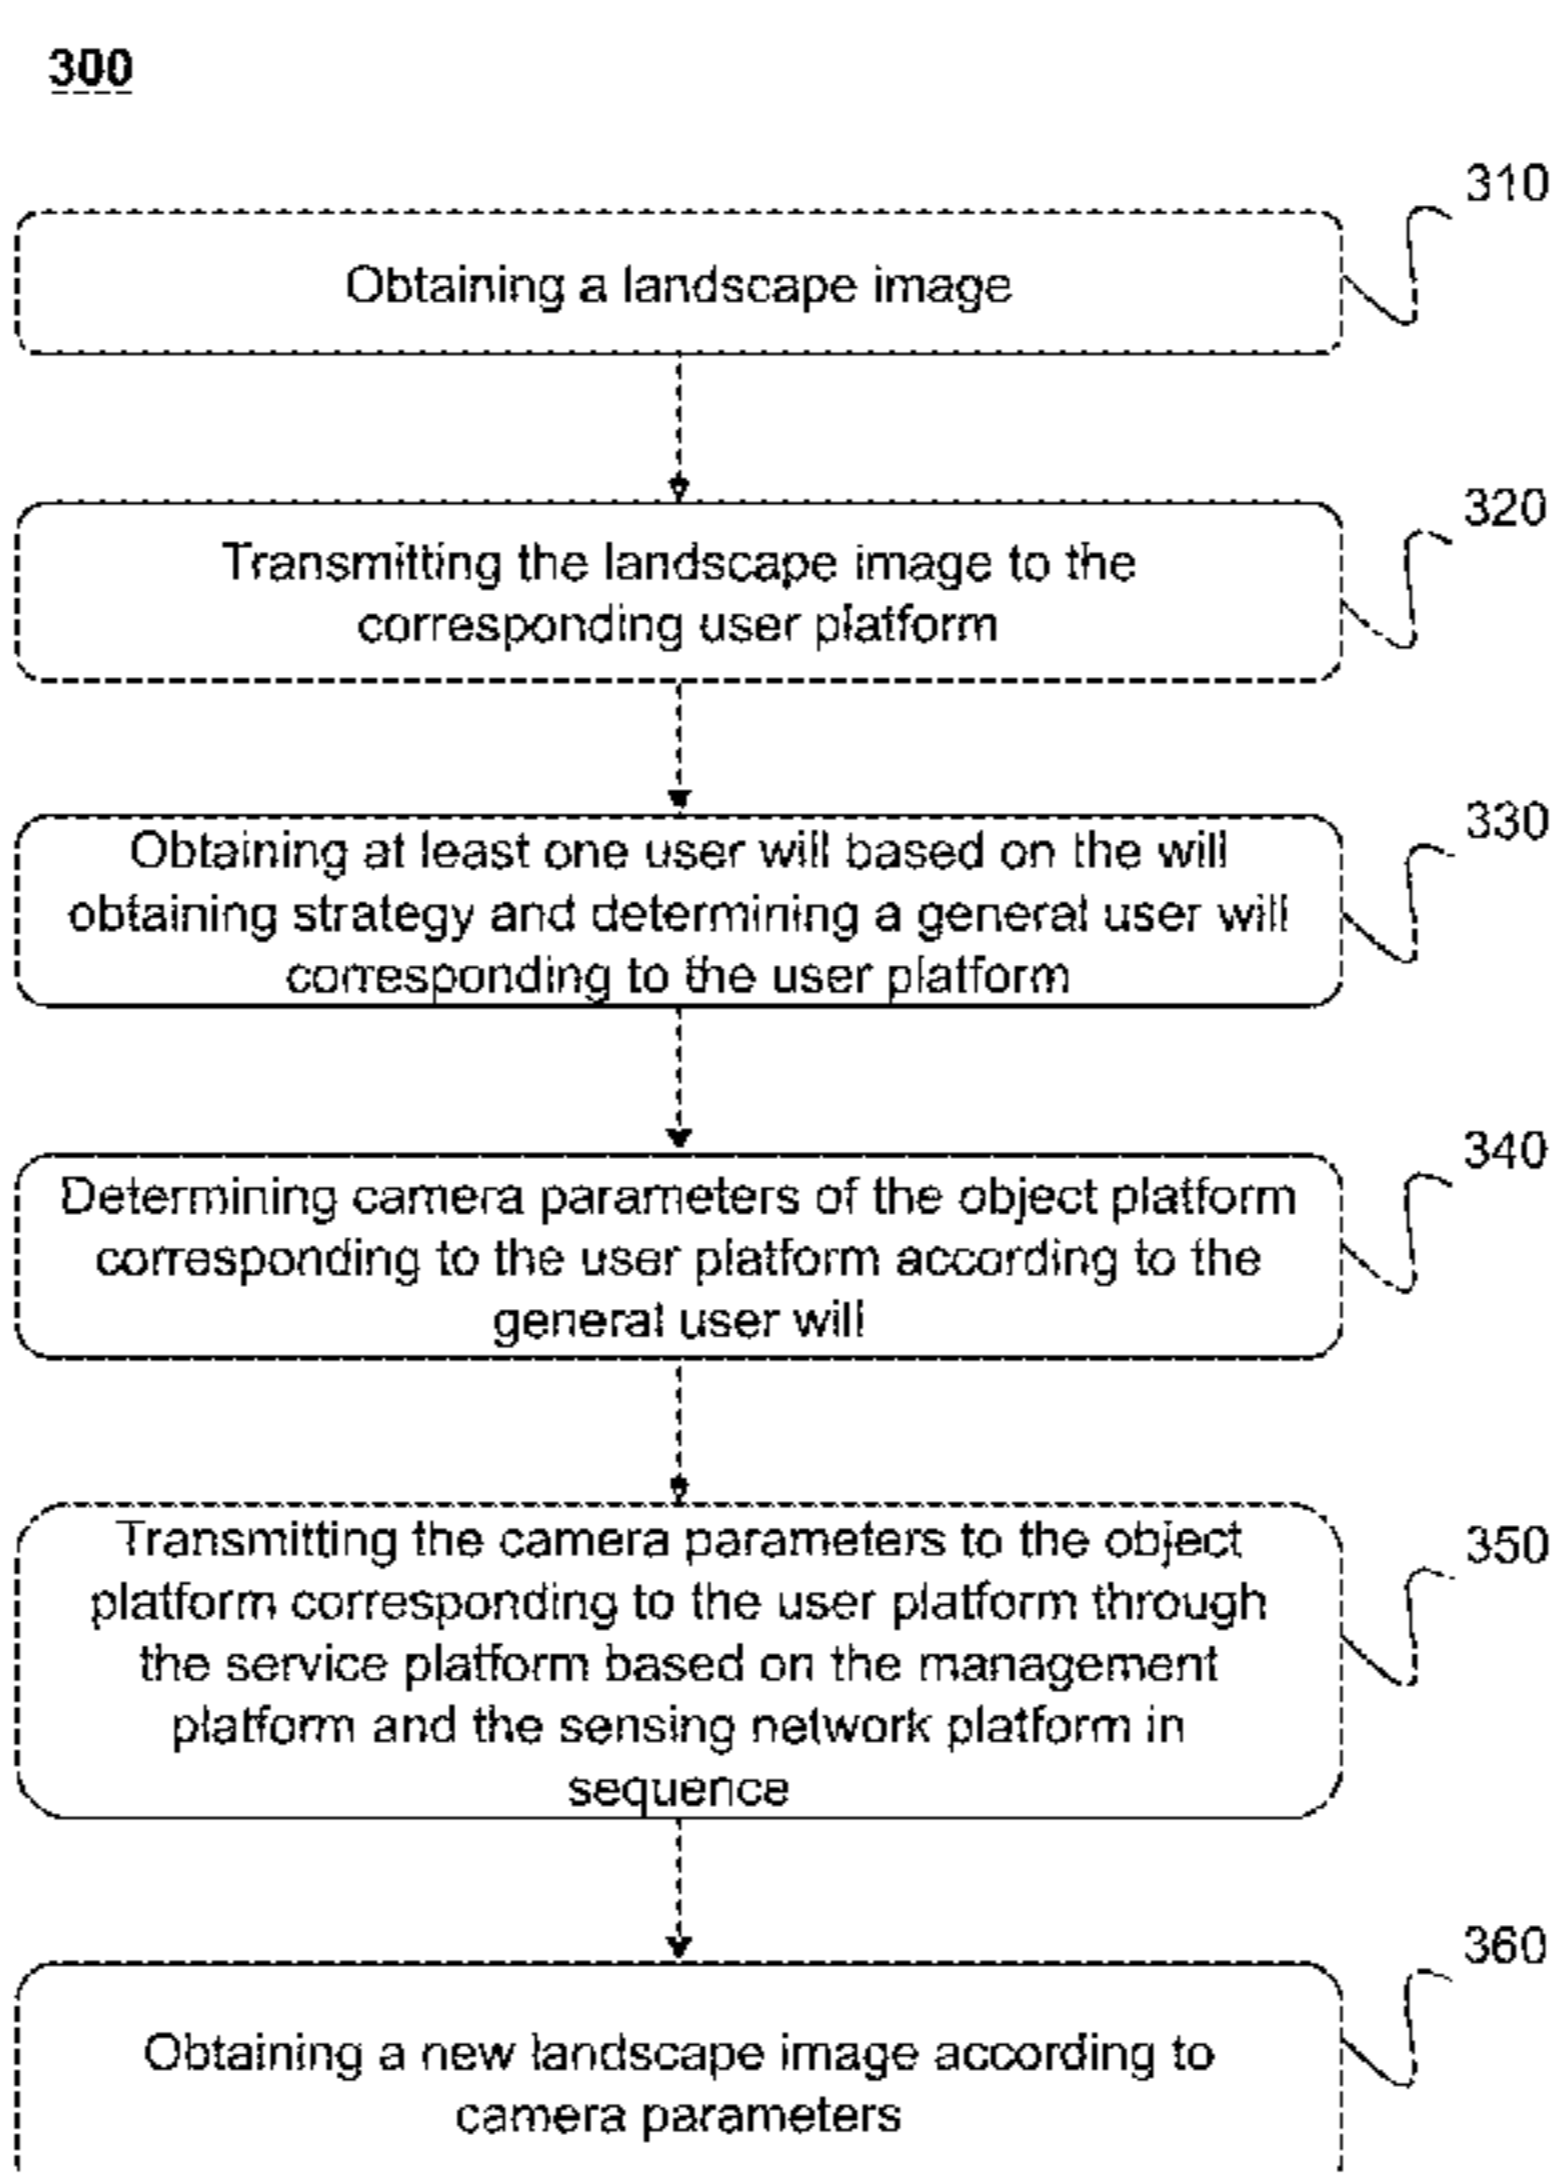 300
310
Obtaining a landscape image
320
Transmitting the landscape image to the
corresponding user platform
330
Obtaining at least one user will based on the will
obtaining strategy and determining a general user will
corresponding to the user platform
340
Determining camera parameters of the object platform
corresponding to the user platform according to the
general user will
350
Transmitting the camera parameters to the object
platform corresponding to the user platform through
the service platform based on the management
platform and the sensing network platform in
sequence
360
Obtaining a new landscape image according to
camera parameters